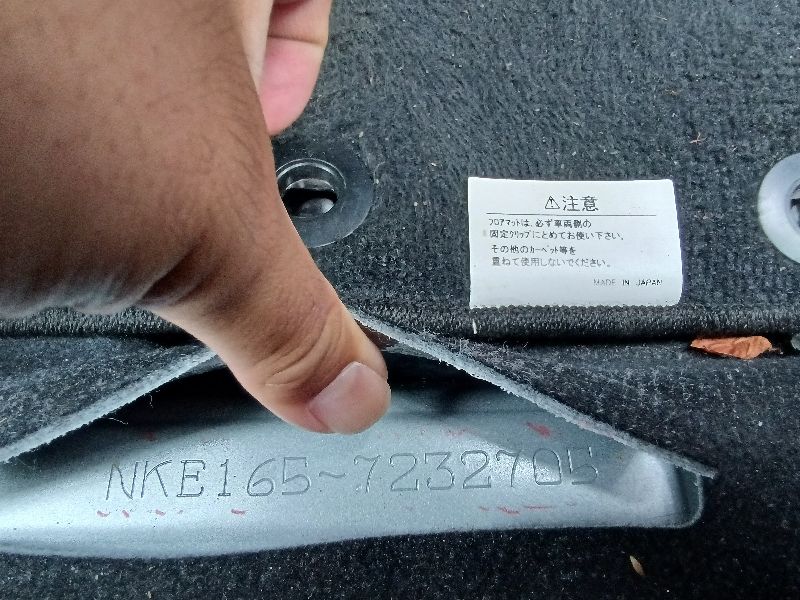 ⚠注意
フロアマットは、必ず車両側の
固定クリップにとめてお使い下さい。
その他のカーペット等を
重ねて使用しないでください。
MADE IN JAPAN
NKE165-7232705